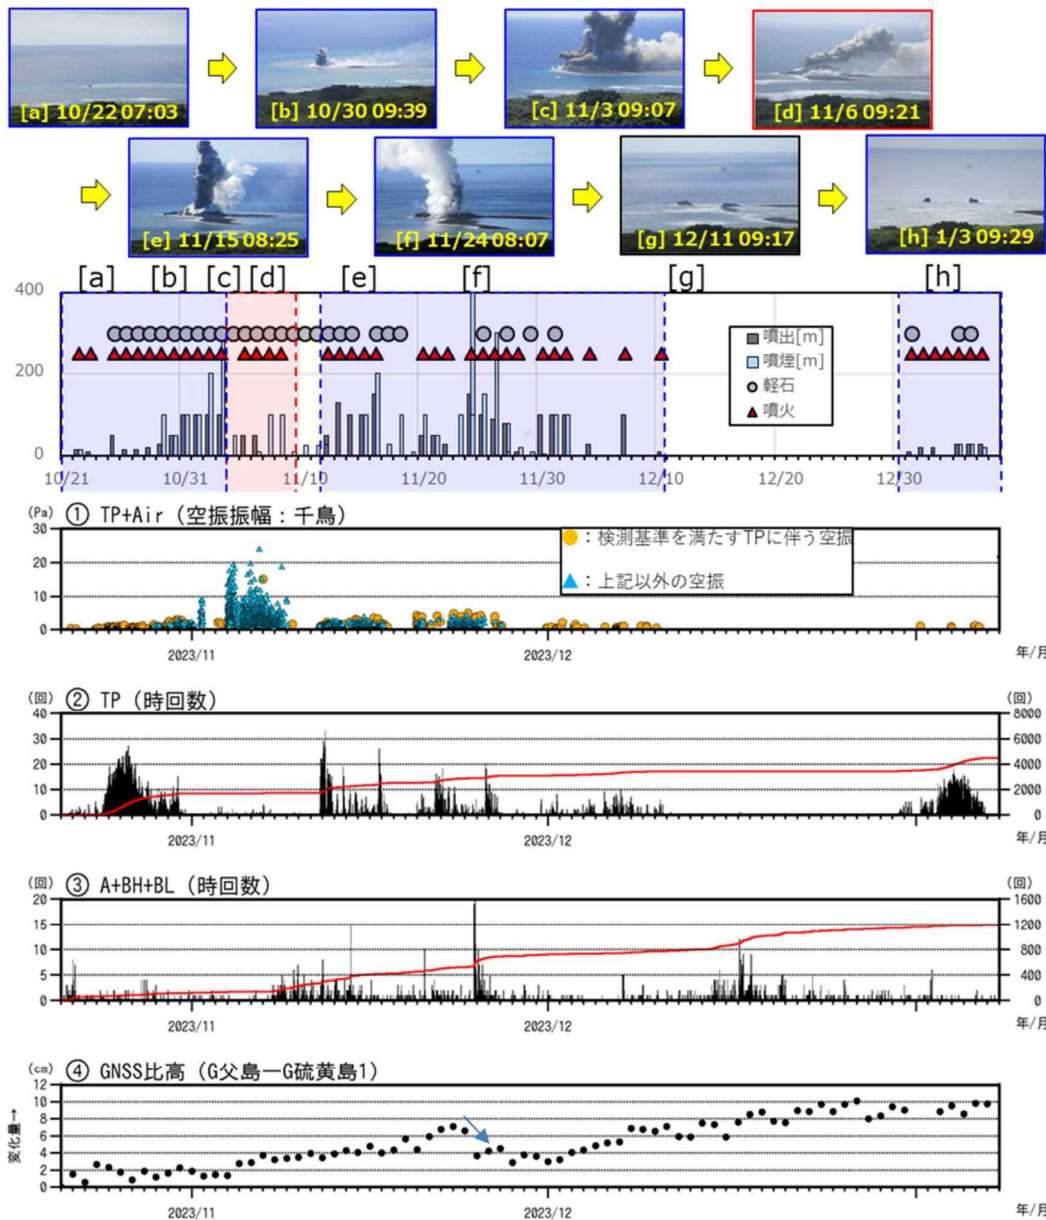 [a] 10/22 07:03
[b] 10/30 09:39
[c] 11/3 09:07
[d] 11/6 09:21
[e] 11/15 08:25
[f] 11/24 08:07
[g] 12/11 09:17
[h] 1/3 09:29
[a] [b] [c] [d] [e] [f] [g] [h]
400
200
0
噴出[m]
噴煙[m]
軽石
噴火
10/21 10/31 11/10 11/20 11/30 12/10 12/20 12/30
(Pa) ① TP+Air (空振振幅：千鳥)
30
20
10
0
：検測基準を満たすTPに伴う空振
：上記以外の空振
2023/11 2023/12 年/月
(回) ② TP (時回数) (回)
40 8000
30 6000
20 4000
10 2000
0 0
2023/11 2023/12 年/月
(回) ③ A+BH+BL (時回数) (回)
20 1600
15 1200
10 800
5 400
0 0
2023/11 2023/12 年/月
(cm) ④ GNSS比高 (G父島ーG硫黄島1)
変化量→
12
10
8
6
4
2
0
2023/11 2023/12 年/月